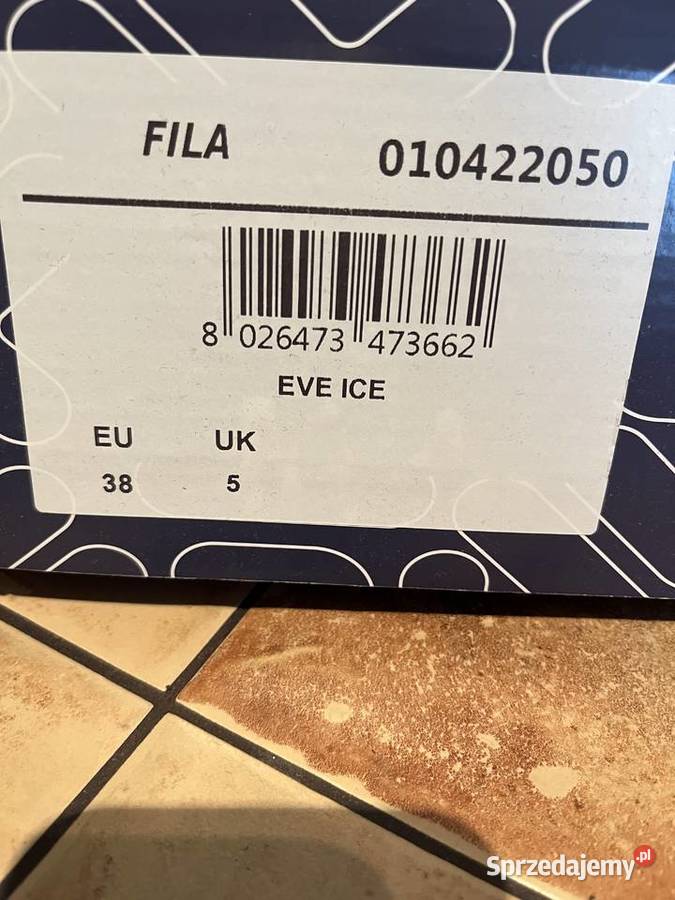 FILA 010422050
8 026473 473662
EVE ICE
EU UK
38 5
Sprzedajemy.pl